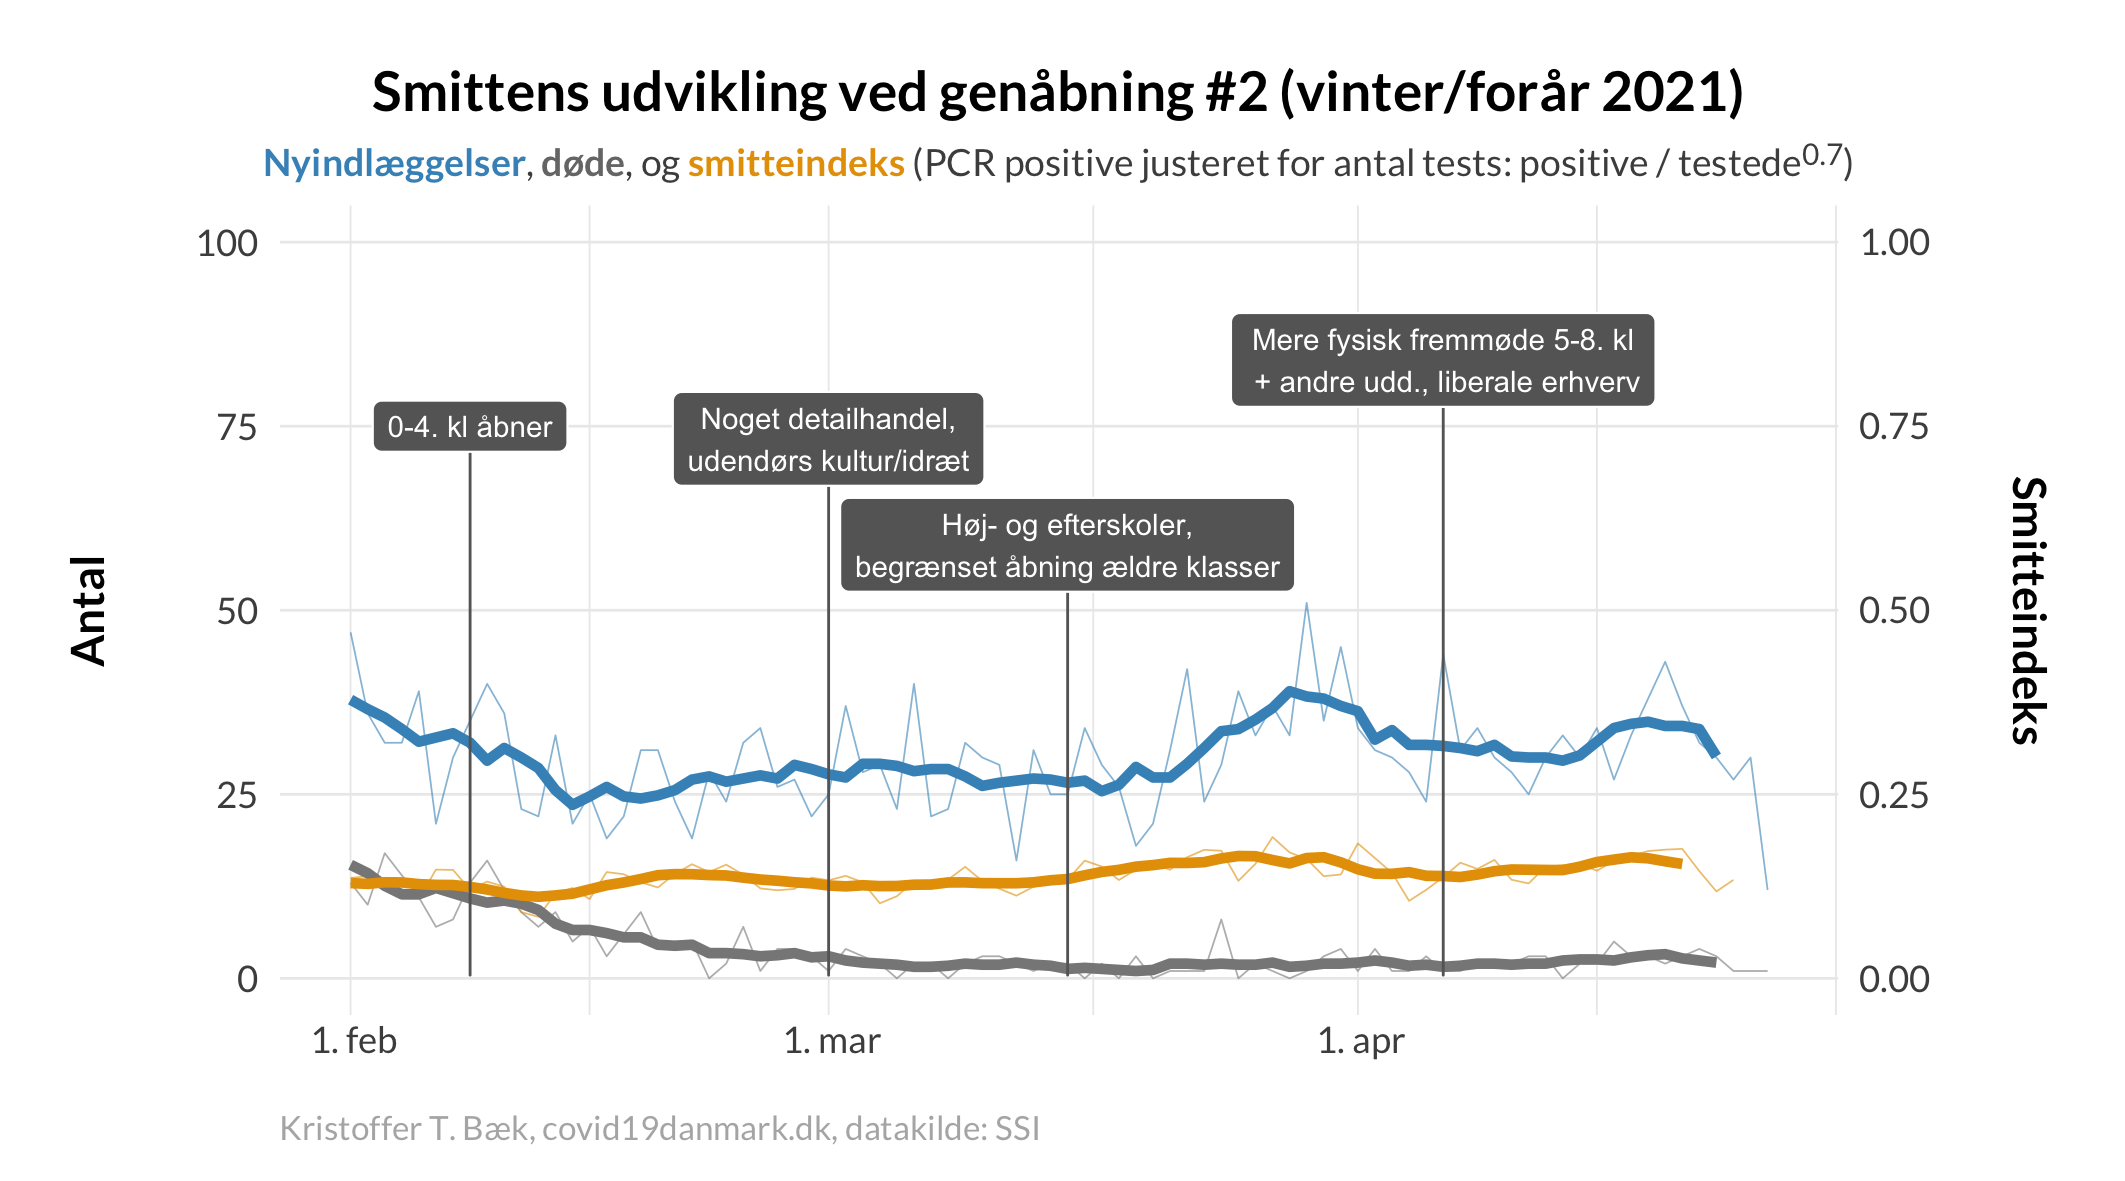 Smittens udvikling ved genåbning #2 (vinter/forår 2021)
Nyindlæggelser, døde, og smitteindeks (PCR positive justeret for antal tests: positive / testede^0.7)
100
75
50
25
0
Antal
0-4. kl åbner
Noget detailhandel,
udendørs kultur/idræt
Høj- og efterskoler,
begrænset åbning ældre klasser
Mere fysisk fremmøde 5-8. kl
+ andre udd., liberale erhverv
1.00
0.75
0.50
0.25
0.00
Smitteindeks
1. feb
1. mar
1. apr
Kristoffer T. Bæk, covid19danmark.dk, datakilde: SSI